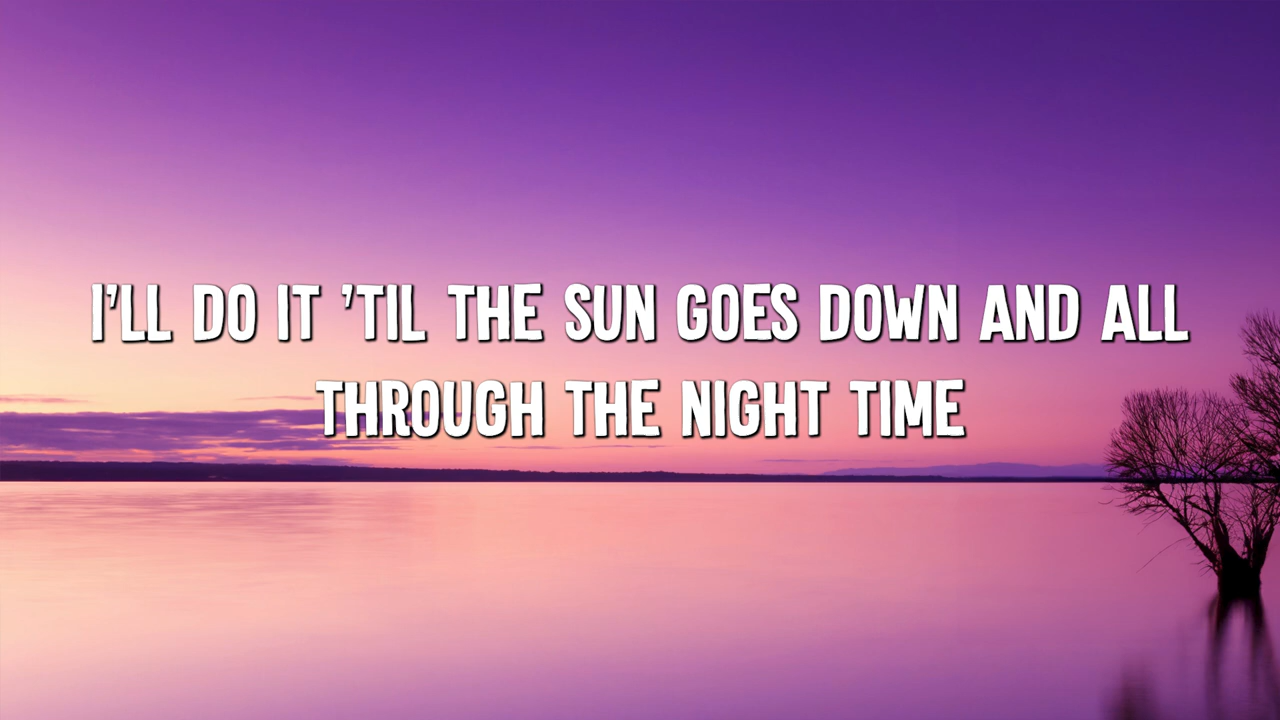 I'LL DO IT 'TIL THE SUN GOES DOWN AND ALL
THROUGH THE NIGHT TIME